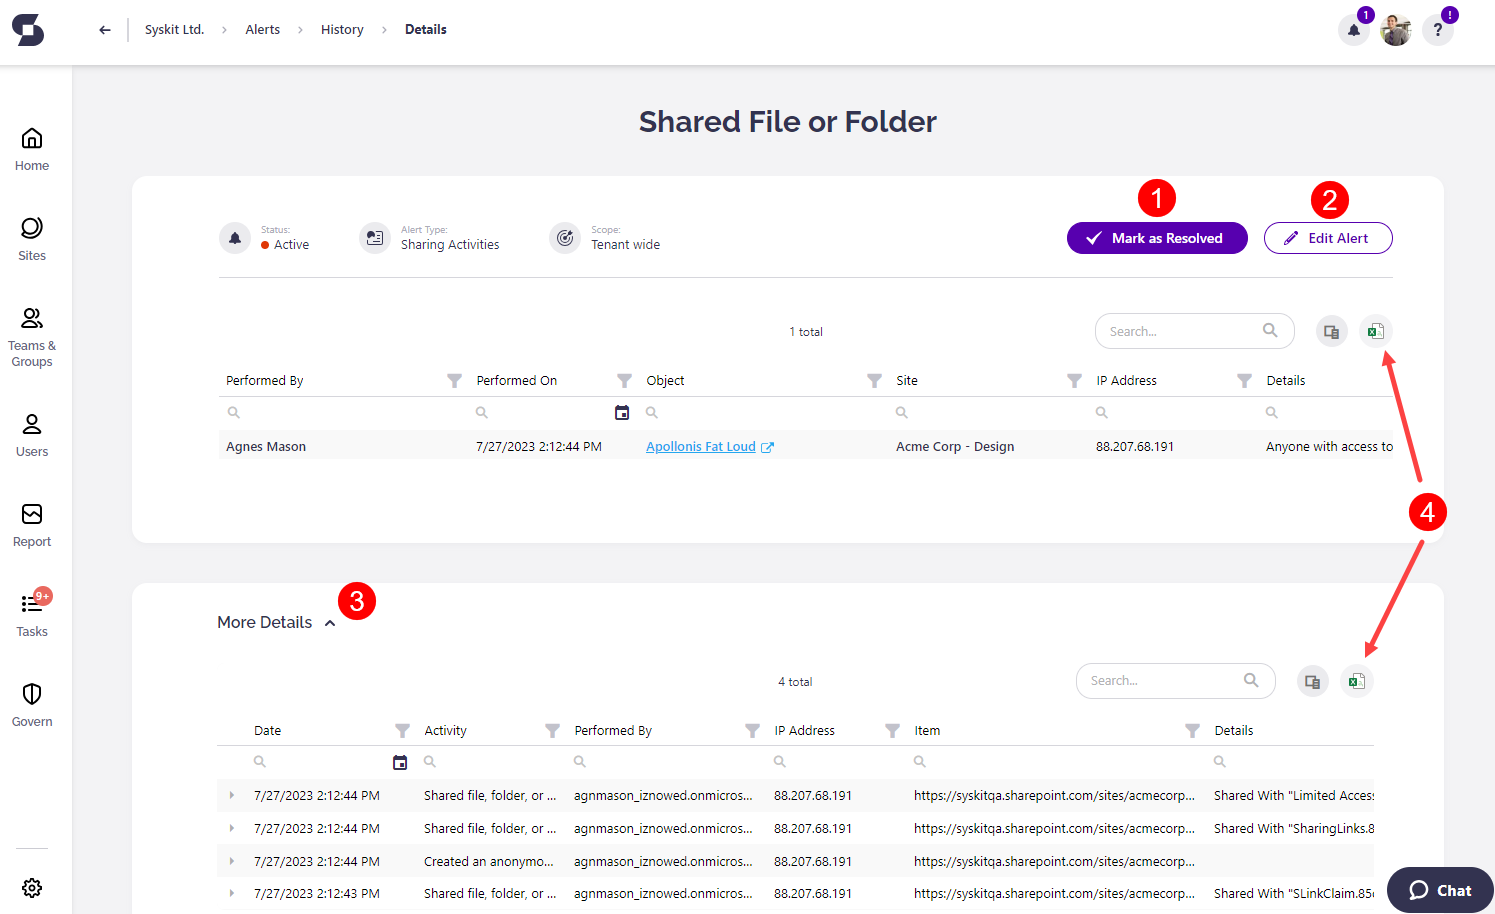 Syskit Ltd. > Alerts > History > Details
1
!
?
Home
Sites
Teams & Groups
Users
Report
9+
Tasks
Govern
Shared File or Folder
1
2
Status:
Active
Alert Type:
Sharing Activities
Scope:
Tenant wide
Mark as Resolved
Edit Alert
1 total
Search...
Performed By Performed On Object Site IP Address Details
Agnes Mason 7/27/2023 2:12:44 PM Apollonis Fat Loud Acme Corp - Design 88.207.68.191 Anyone with access to
4
3
More Details
4 total
Search...
Date Activity Performed By IP Address Item Details
7/27/2023 2:12:44 PM Shared file, folder, or ... agnmason_iznowed.onmicros... 88.207.68.191 https://syskitqa.sharepoint.com/sites/acmecorp... Shared With "Limited Access
7/27/2023 2:12:44 PM Shared file, folder, or ... agnmason_iznowed.onmicros... 88.207.68.191 https://syskitqa.sharepoint.com/sites/acmecorp... Shared With "SharingLinks.8
7/27/2023 2:12:44 PM Created an anonymo... agnmason_iznowed.onmicros... 88.207.68.191 https://syskitqa.sharepoint.com/sites/acmecorp...
7/27/2023 2:12:43 PM Shared file, folder, or ... agnmason_iznowed.onmicros... 88.207.68.191 https://syskitqa.sharepoint.com/sites/acmecorp... Shared With "SLinkClaim.85
Chat